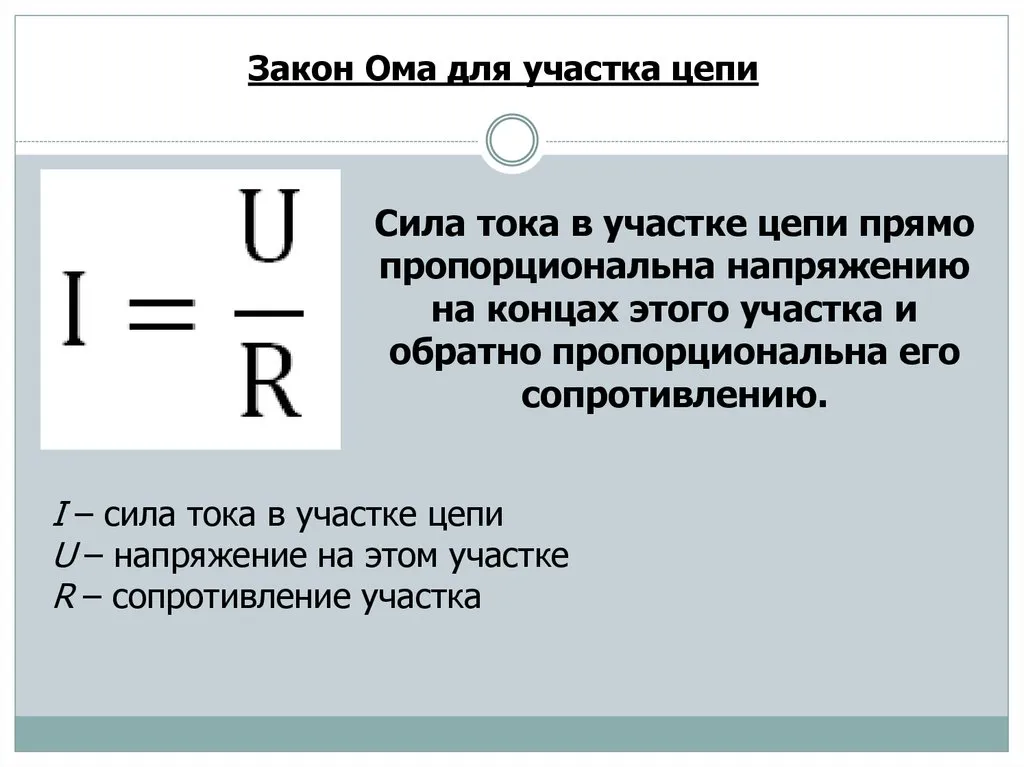 Закон Ома для участка цепи
I = U/R
Сила тока в участке цепи прямо
пропорциональна напряжению
на концах этого участка и
обратно пропорциональна его
сопротивлению.
I – сила тока в участке цепи
U – напряжение на этом участке
R – сопротивление участка